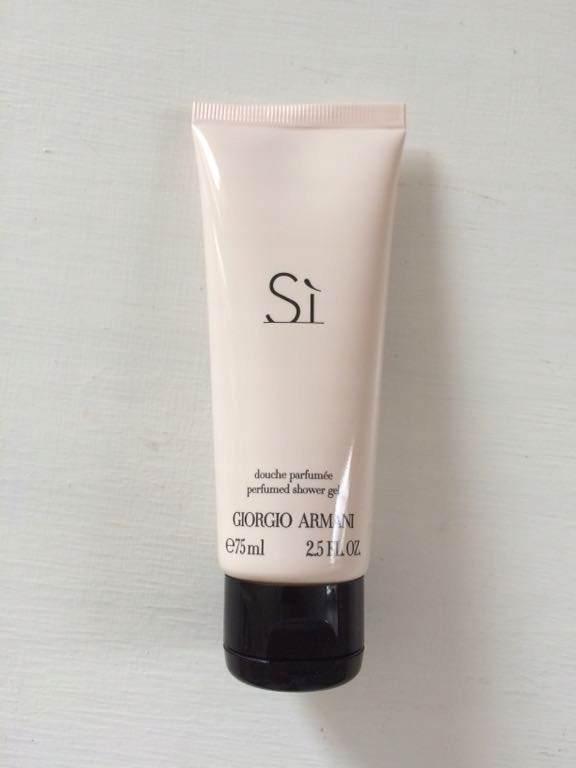 Sì
douche parfumée
perfumed shower gel
GIORGIO ARMANI
℮75ml 2.5 FL. OZ.